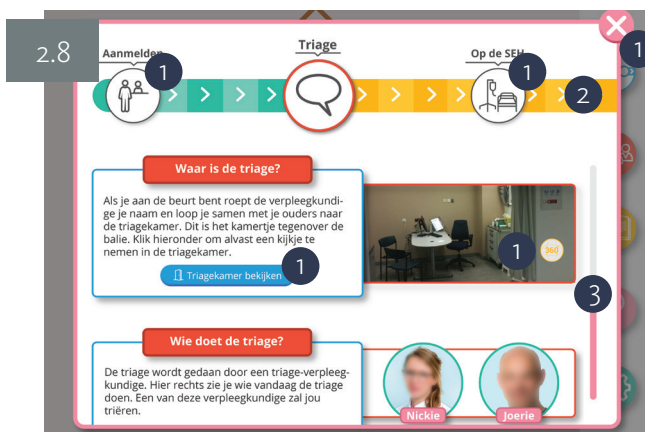 2.8
Aanmelden
Triage
Op de SEH
1
1
1
2
Waar is de triage?
Als je aan de beurt bent roept de verpleegkundi-
ge je naam en loop je samen met je ouders naar
de triagekamer. Dit is het kamertje tegenover de
balie. Klik hieronder om alvast een kijkje te
nemen in de triagekamer.
Triagekamer bekijken
1
1
360
3
Wie doet de triage?
De triage wordt gedaan door een triage-verpleeg-
kundige. Hier rechts zie je wie vandaag de triage
doen. Een van deze verpleegkundige zal jou
triëren.
Nickie
Joerie